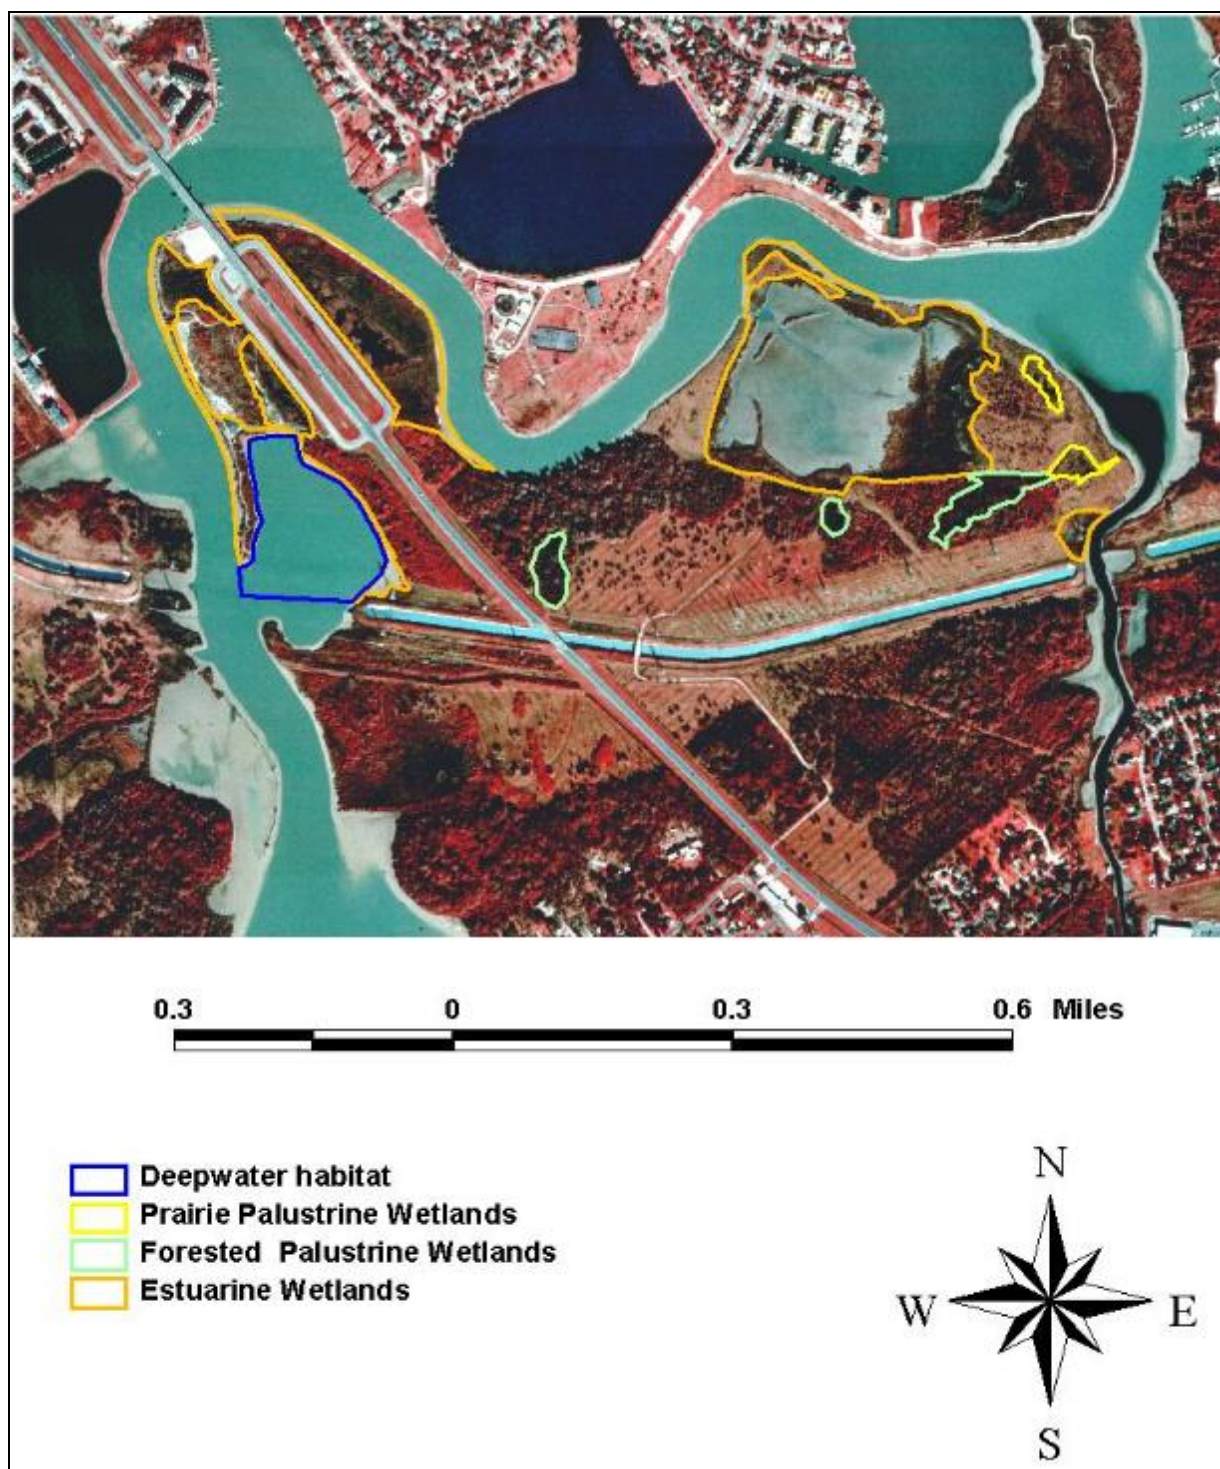 0.3 0 0.3 0.6 Miles
Deepwater habitat
Prairie Palustrine Wetlands
Forested Palustrine Wetlands
Estuarine Wetlands
N
W E
S